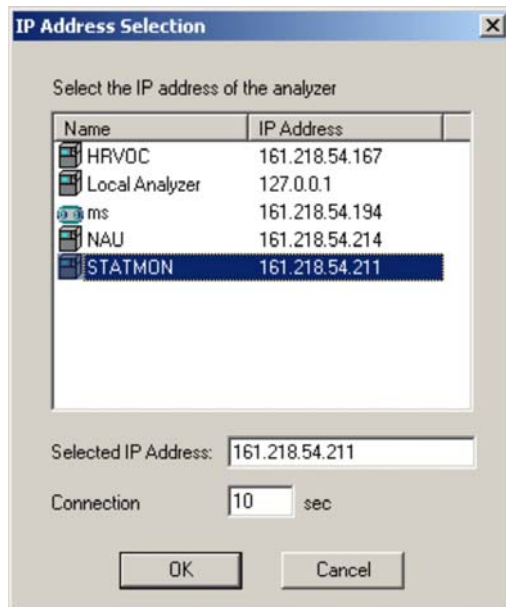 IP Address Selection
Select the IP address of the analyzer
Name IP Address
HRVOC 161.218.54.167
Local Analyzer 127.0.0.1
ms 161.218.54.194
NAU 161.218.54.214
STATMON 161.218.54.211
Selected IP Address: 161.218.54.211
Connection 10 sec
OK Cancel